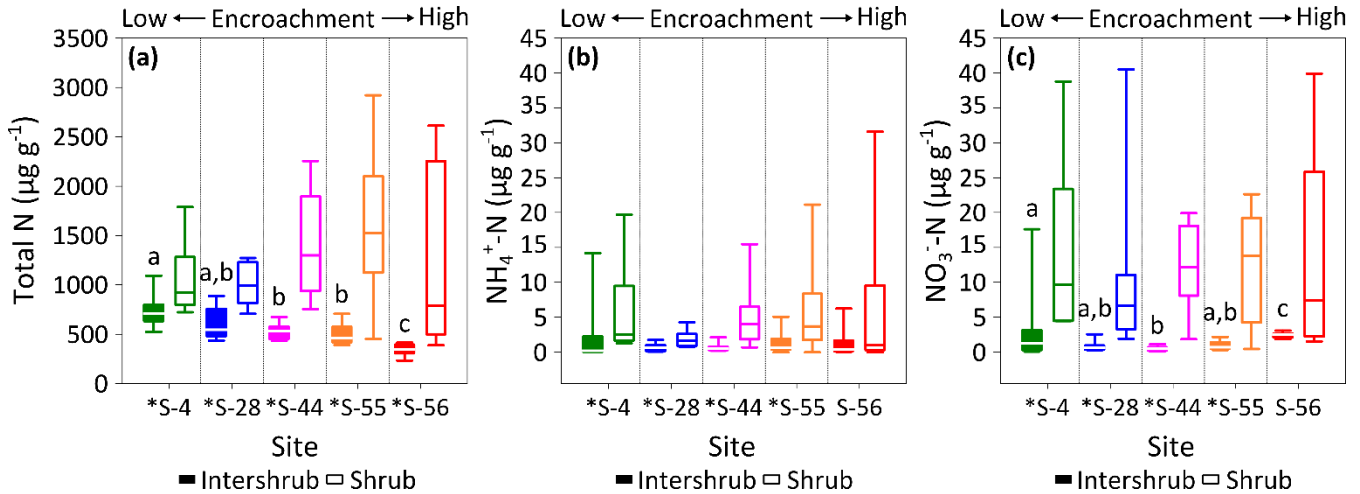 Low ← Encroachment → High
3500
3000
2500
2000
1500
1000
500
0
Total N (µg g⁻¹)
(a)
a
a,b
b
b
c
*S-4 *S-28 *S-44 *S-55 *S-56
Site
Intershrub Shrub
Low ← Encroachment → High
45
40
35
30
25
20
15
10
5
0
NH₄⁺-N (µg g⁻¹)
(b)
*S-4 *S-28 *S-44 *S-55 S-56
Site
Intershrub Shrub
Low ← Encroachment → High
45
40
35
30
25
20
15
10
5
0
NO₃⁻-N (µg g⁻¹)
(c)
a
a,b
b
a,b
c
*S-4 *S-28 *S-44 *S-55 S-56
Site
Intershrub Shrub